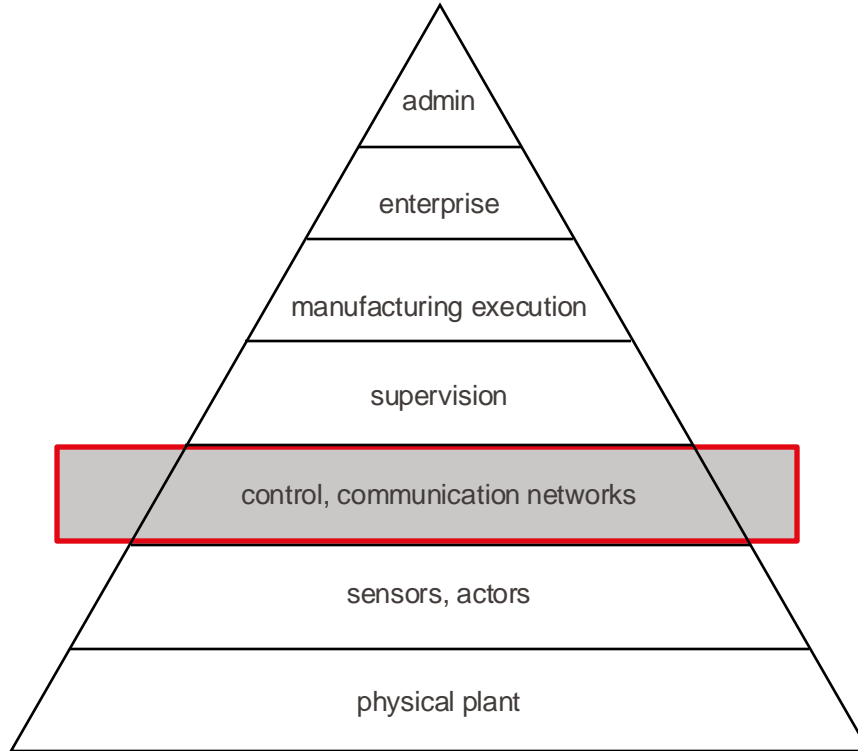 admin
enterprise
manufacturing execution
supervision
control, communication networks
sensors, actors
physical plant